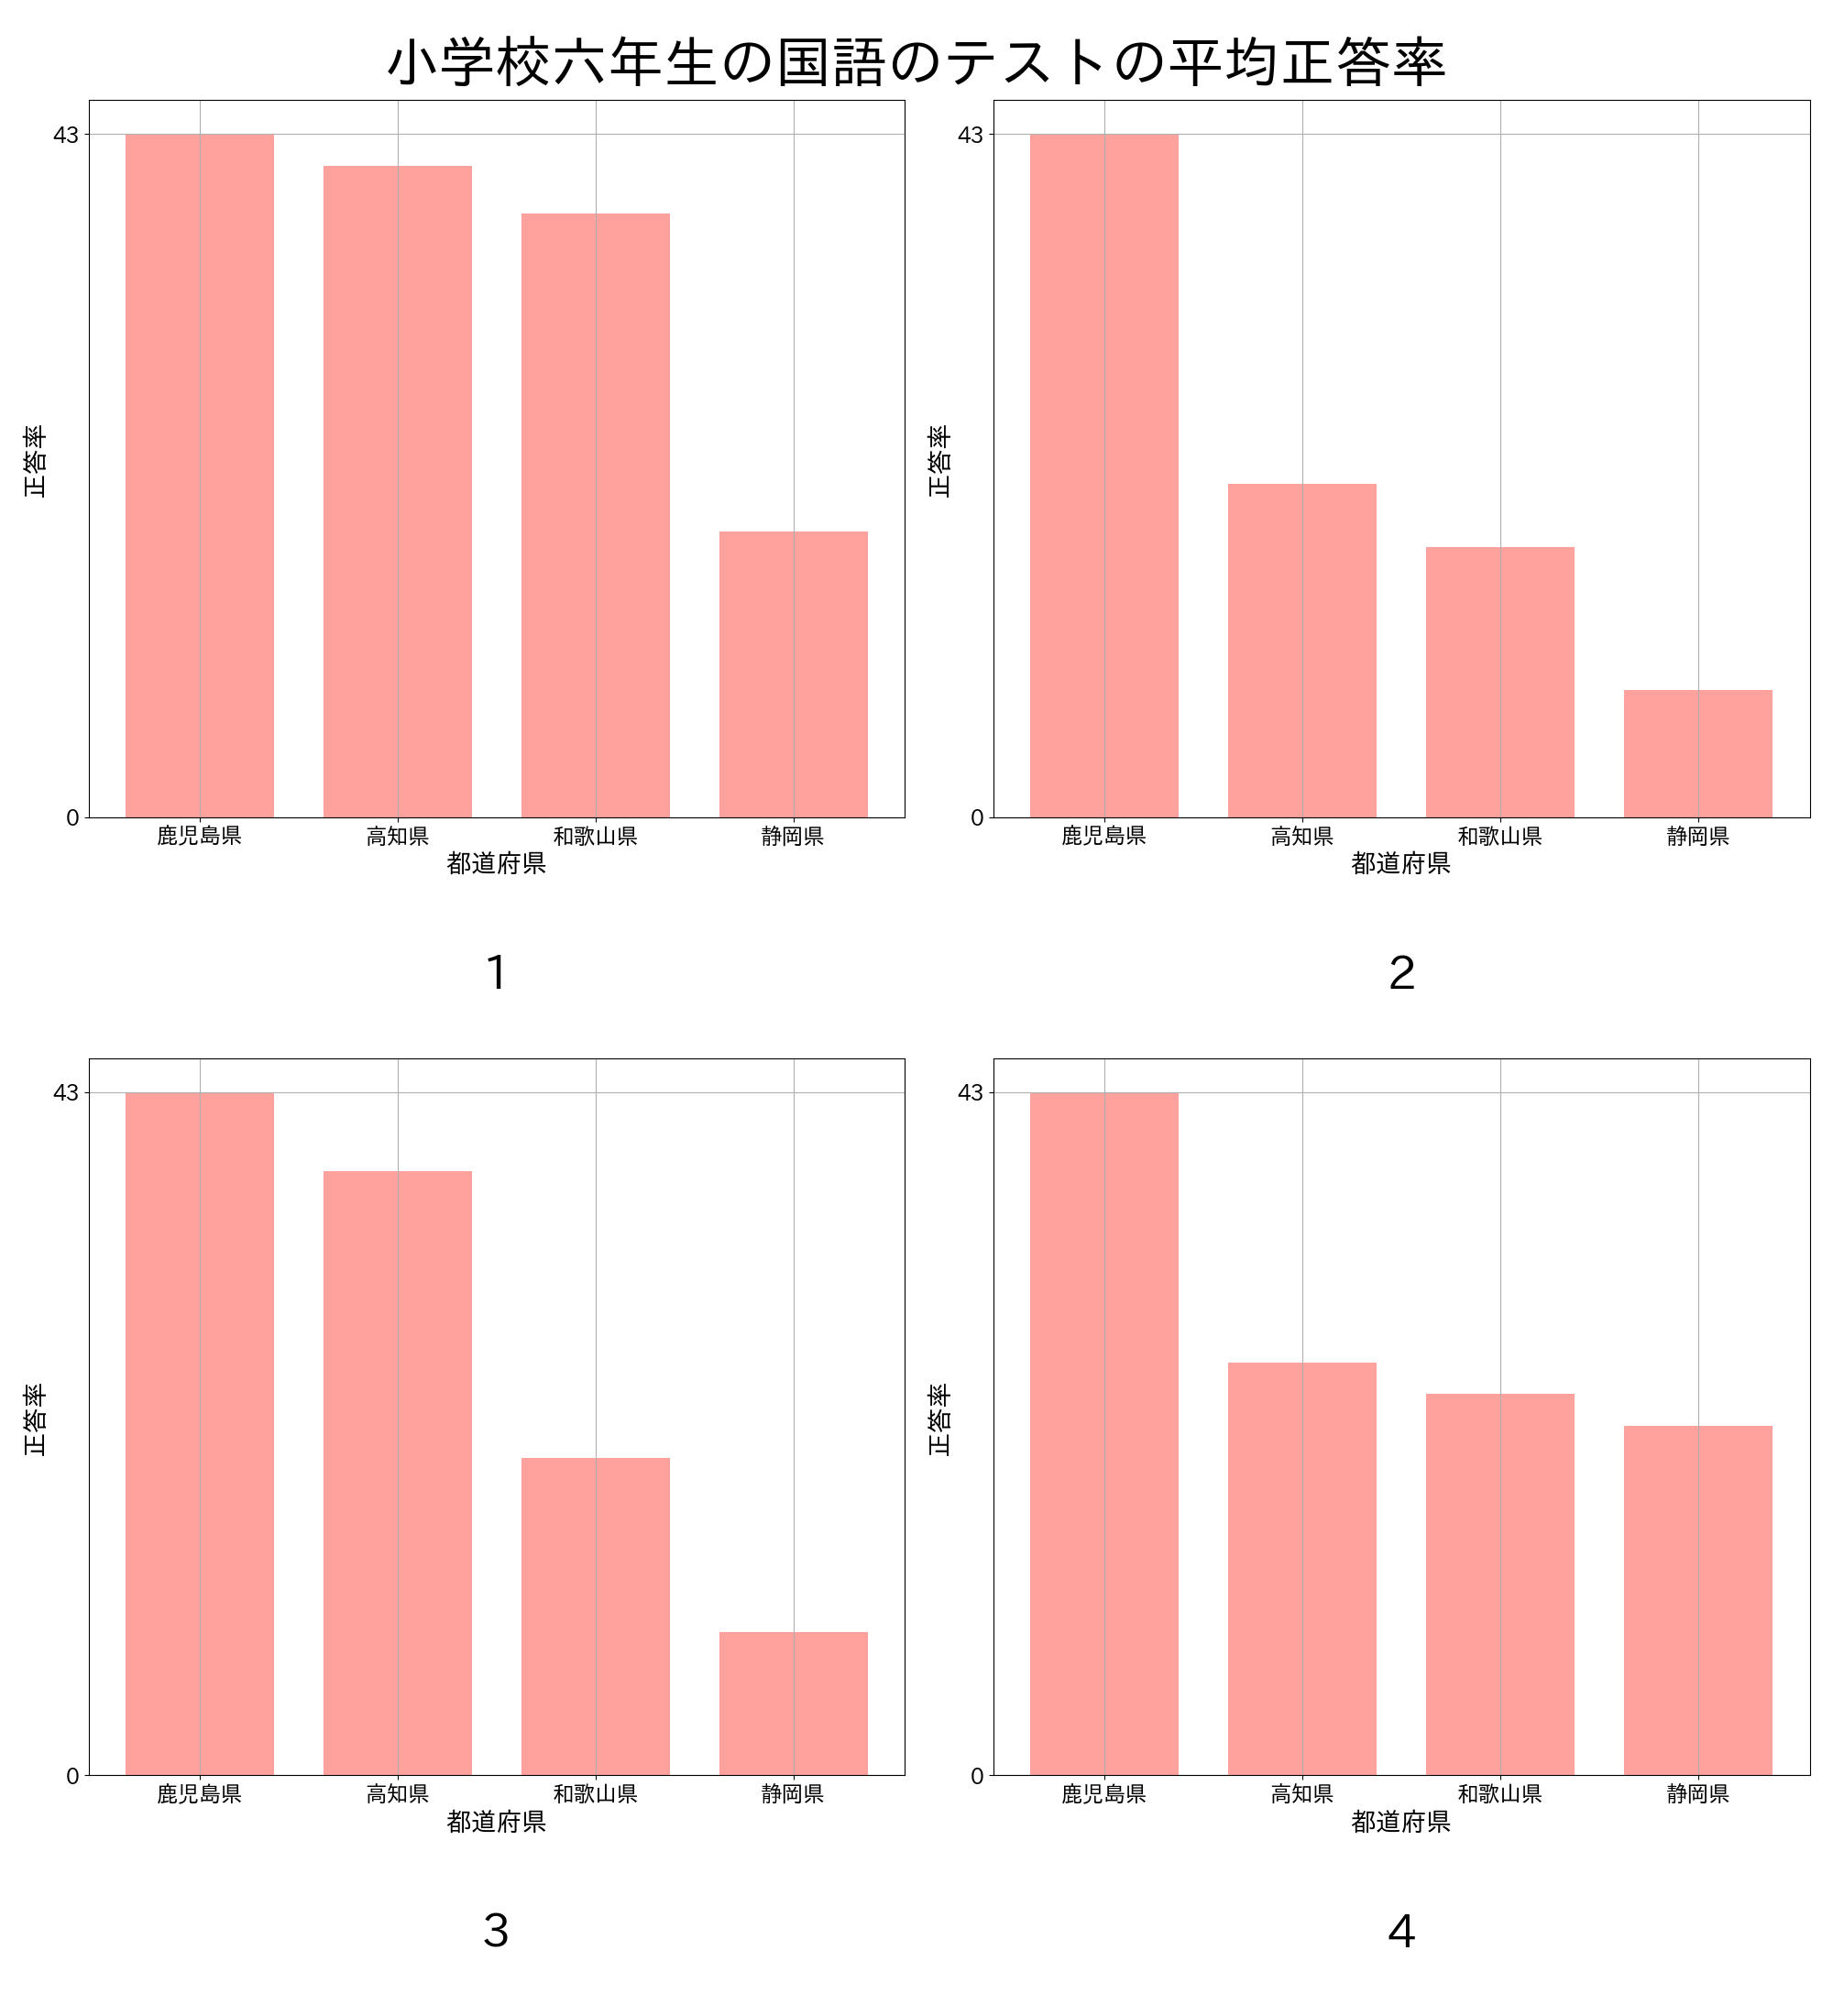 小学校六年生の国語のテストの平均正答率
43
0
正答率
鹿児島県 高知県 和歌山県 静岡県
都道府県
1
43
0
正答率
鹿児島県 高知県 和歌山県 静岡県
都道府県
2
43
0
正答率
鹿児島県 高知県 和歌山県 静岡県
都道府県
3
43
0
正答率
鹿児島県 高知県 和歌山県 静岡県
都道府県
4